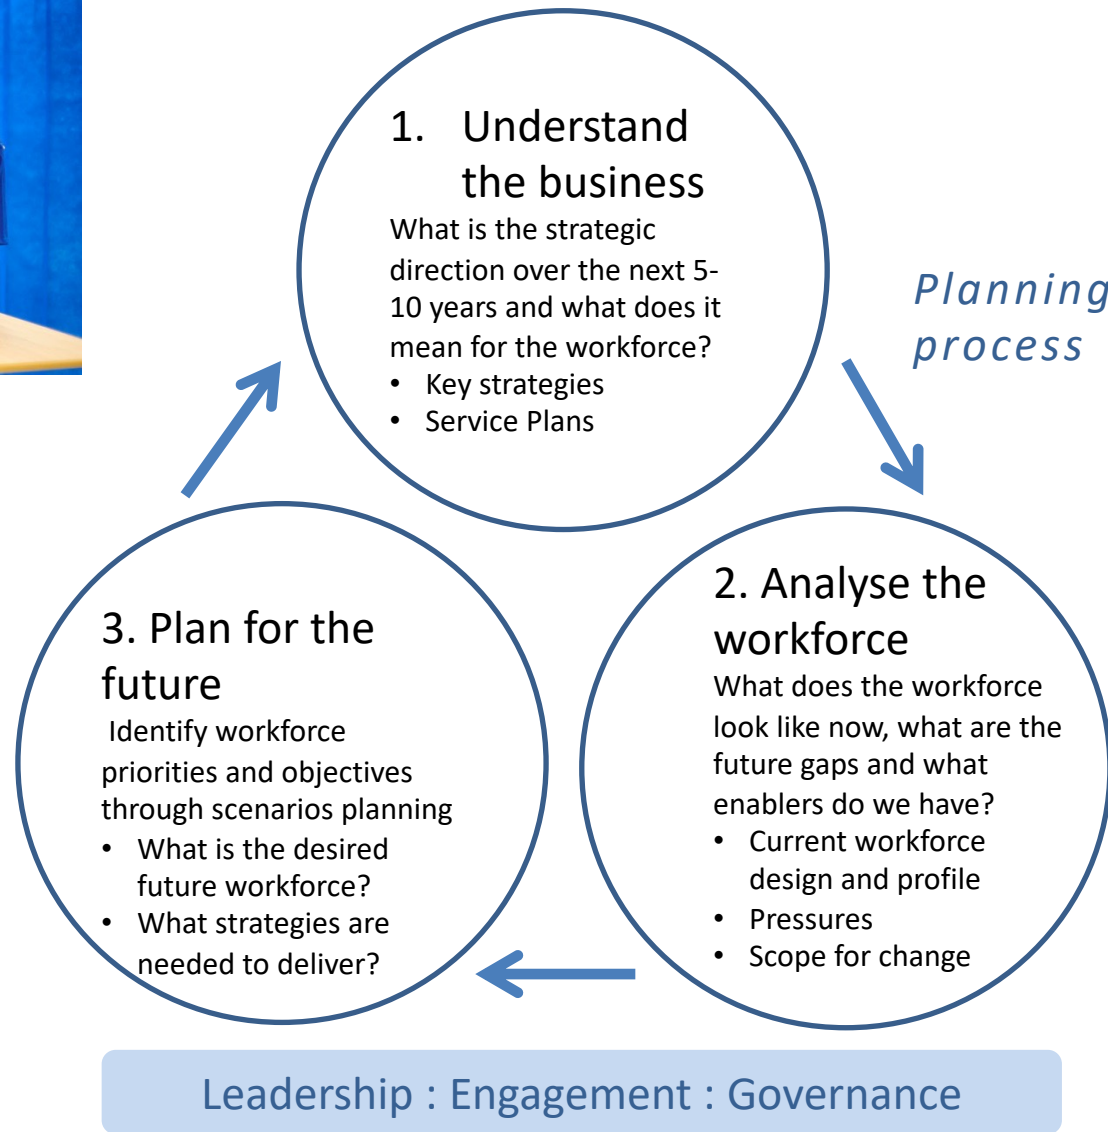 1. Understand
the business
What is the strategic
direction over the next 5-
10 years and what does it
mean for the workforce?
• Key strategies
• Service Plans
Planning
process
2. Analyse the
workforce
What does the workforce
look like now, what are the
future gaps and what
enablers do we have?
• Current workforce
design and profile
• Pressures
• Scope for change
3. Plan for the
future
Identify workforce
priorities and objectives
through scenarios planning
• What is the desired
future workforce?
• What strategies are
needed to deliver?
Leadership : Engagement : Governance